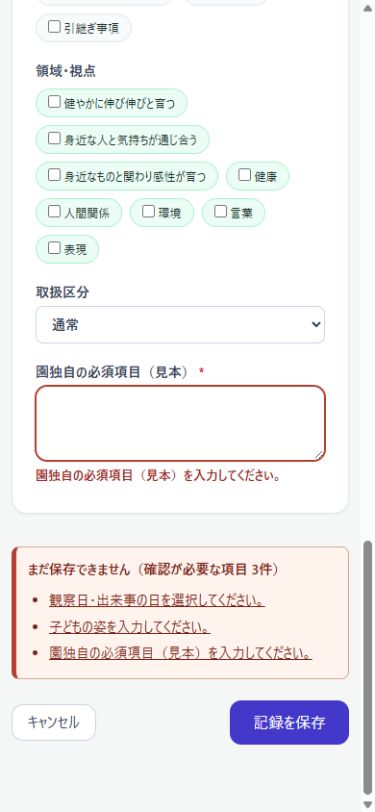 引継ぎ事項
領域・視点
健やかに伸び伸びと育つ
身近な人と気持ちが通じ合う
身近なものと関わり感性が育つ 健康
人間関係 環境 言葉
表現
取扱区分
通常
園独自の必須項目（見本） *
園独自の必須項目（見本）を入力してください。
まだ保存できません（確認が必要な項目 3件）
観察日・出来事の日を選択してください。
子どもの姿を入力してください。
園独自の必須項目（見本）を入力してください。
キャンセル 記録を保存